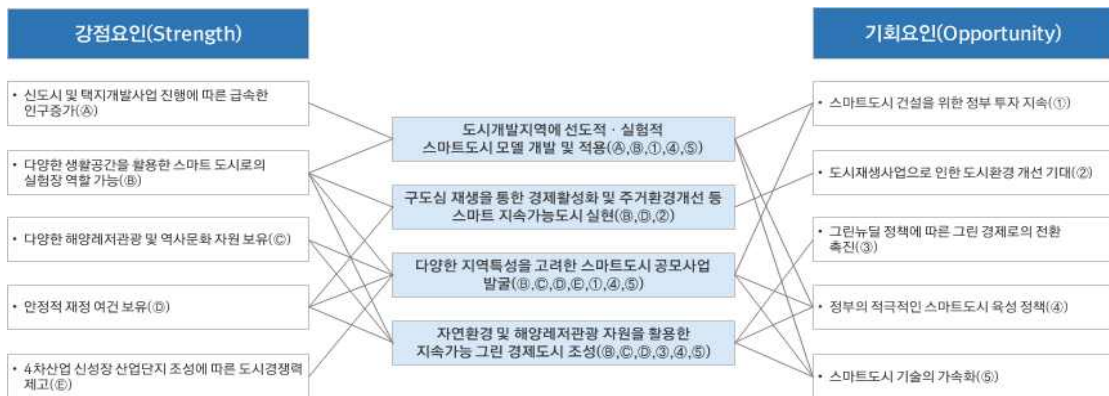 강점요인(Strength)
• 신도시 및 택지개발사업 진행에 따른 급속한
인구증가(Ⓐ)
• 다양한 생활공간을 활용한 스마트 도시로의
실험장 역할 가능(Ⓑ)
• 다양한 해양레저관광 및 역사문화 자원 보유(Ⓒ)
• 안정적 재정 여건 보유(Ⓓ)
• 4차산업 신성장 산업단지 조성에 따른 도시경쟁력
제고(Ⓔ)
도시개발지역에 선도적 · 실험적
스마트도시 모델 개발 및 적용(Ⓐ,Ⓑ,①,④,⑤)
구도심 재생을 통한 경제활성화 및 주거환경개선 등
스마트 지속가능도시 실현(Ⓑ,Ⓓ,②)
다양한 지역특성을 고려한 스마트도시 공모사업
발굴(Ⓑ,Ⓒ,Ⓓ,Ⓔ,①,④,⑤)
자연환경 및 해양레저관광 자원을 활용한
지속가능 그린 경제도시 조성(Ⓑ,Ⓒ,Ⓓ,③,④,⑤)
기회요인(Opportunity)
• 스마트도시 건설을 위한 정부 투자 지속(①)
• 도시재생사업으로 인한 도시환경 개선 기대(②)
• 그린뉴딜 정책에 따른 그린 경제로의 전환
촉진(③)
• 정부의 적극적인 스마트도시 육성 정책(④)
• 스마트도시 기술의 가속화(⑤)